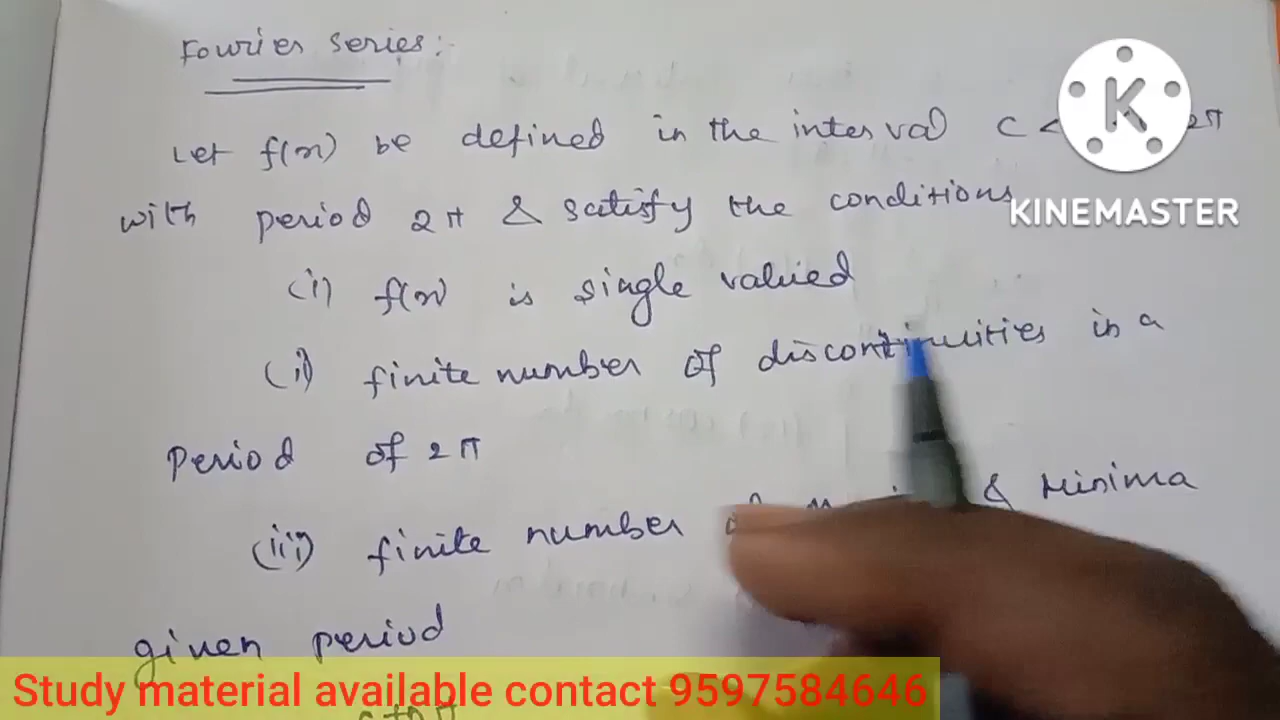 Fourier series:-
Let f(x) be defined in the interval c < 2π
with period 2π & satisfy the conditions
KINEMASTER
(i) f(x) is single valued
(ii) finite number of discontinuities in a
period of 2π
(iii) finite number of & Minima
given period
Study material available contact 9597584646